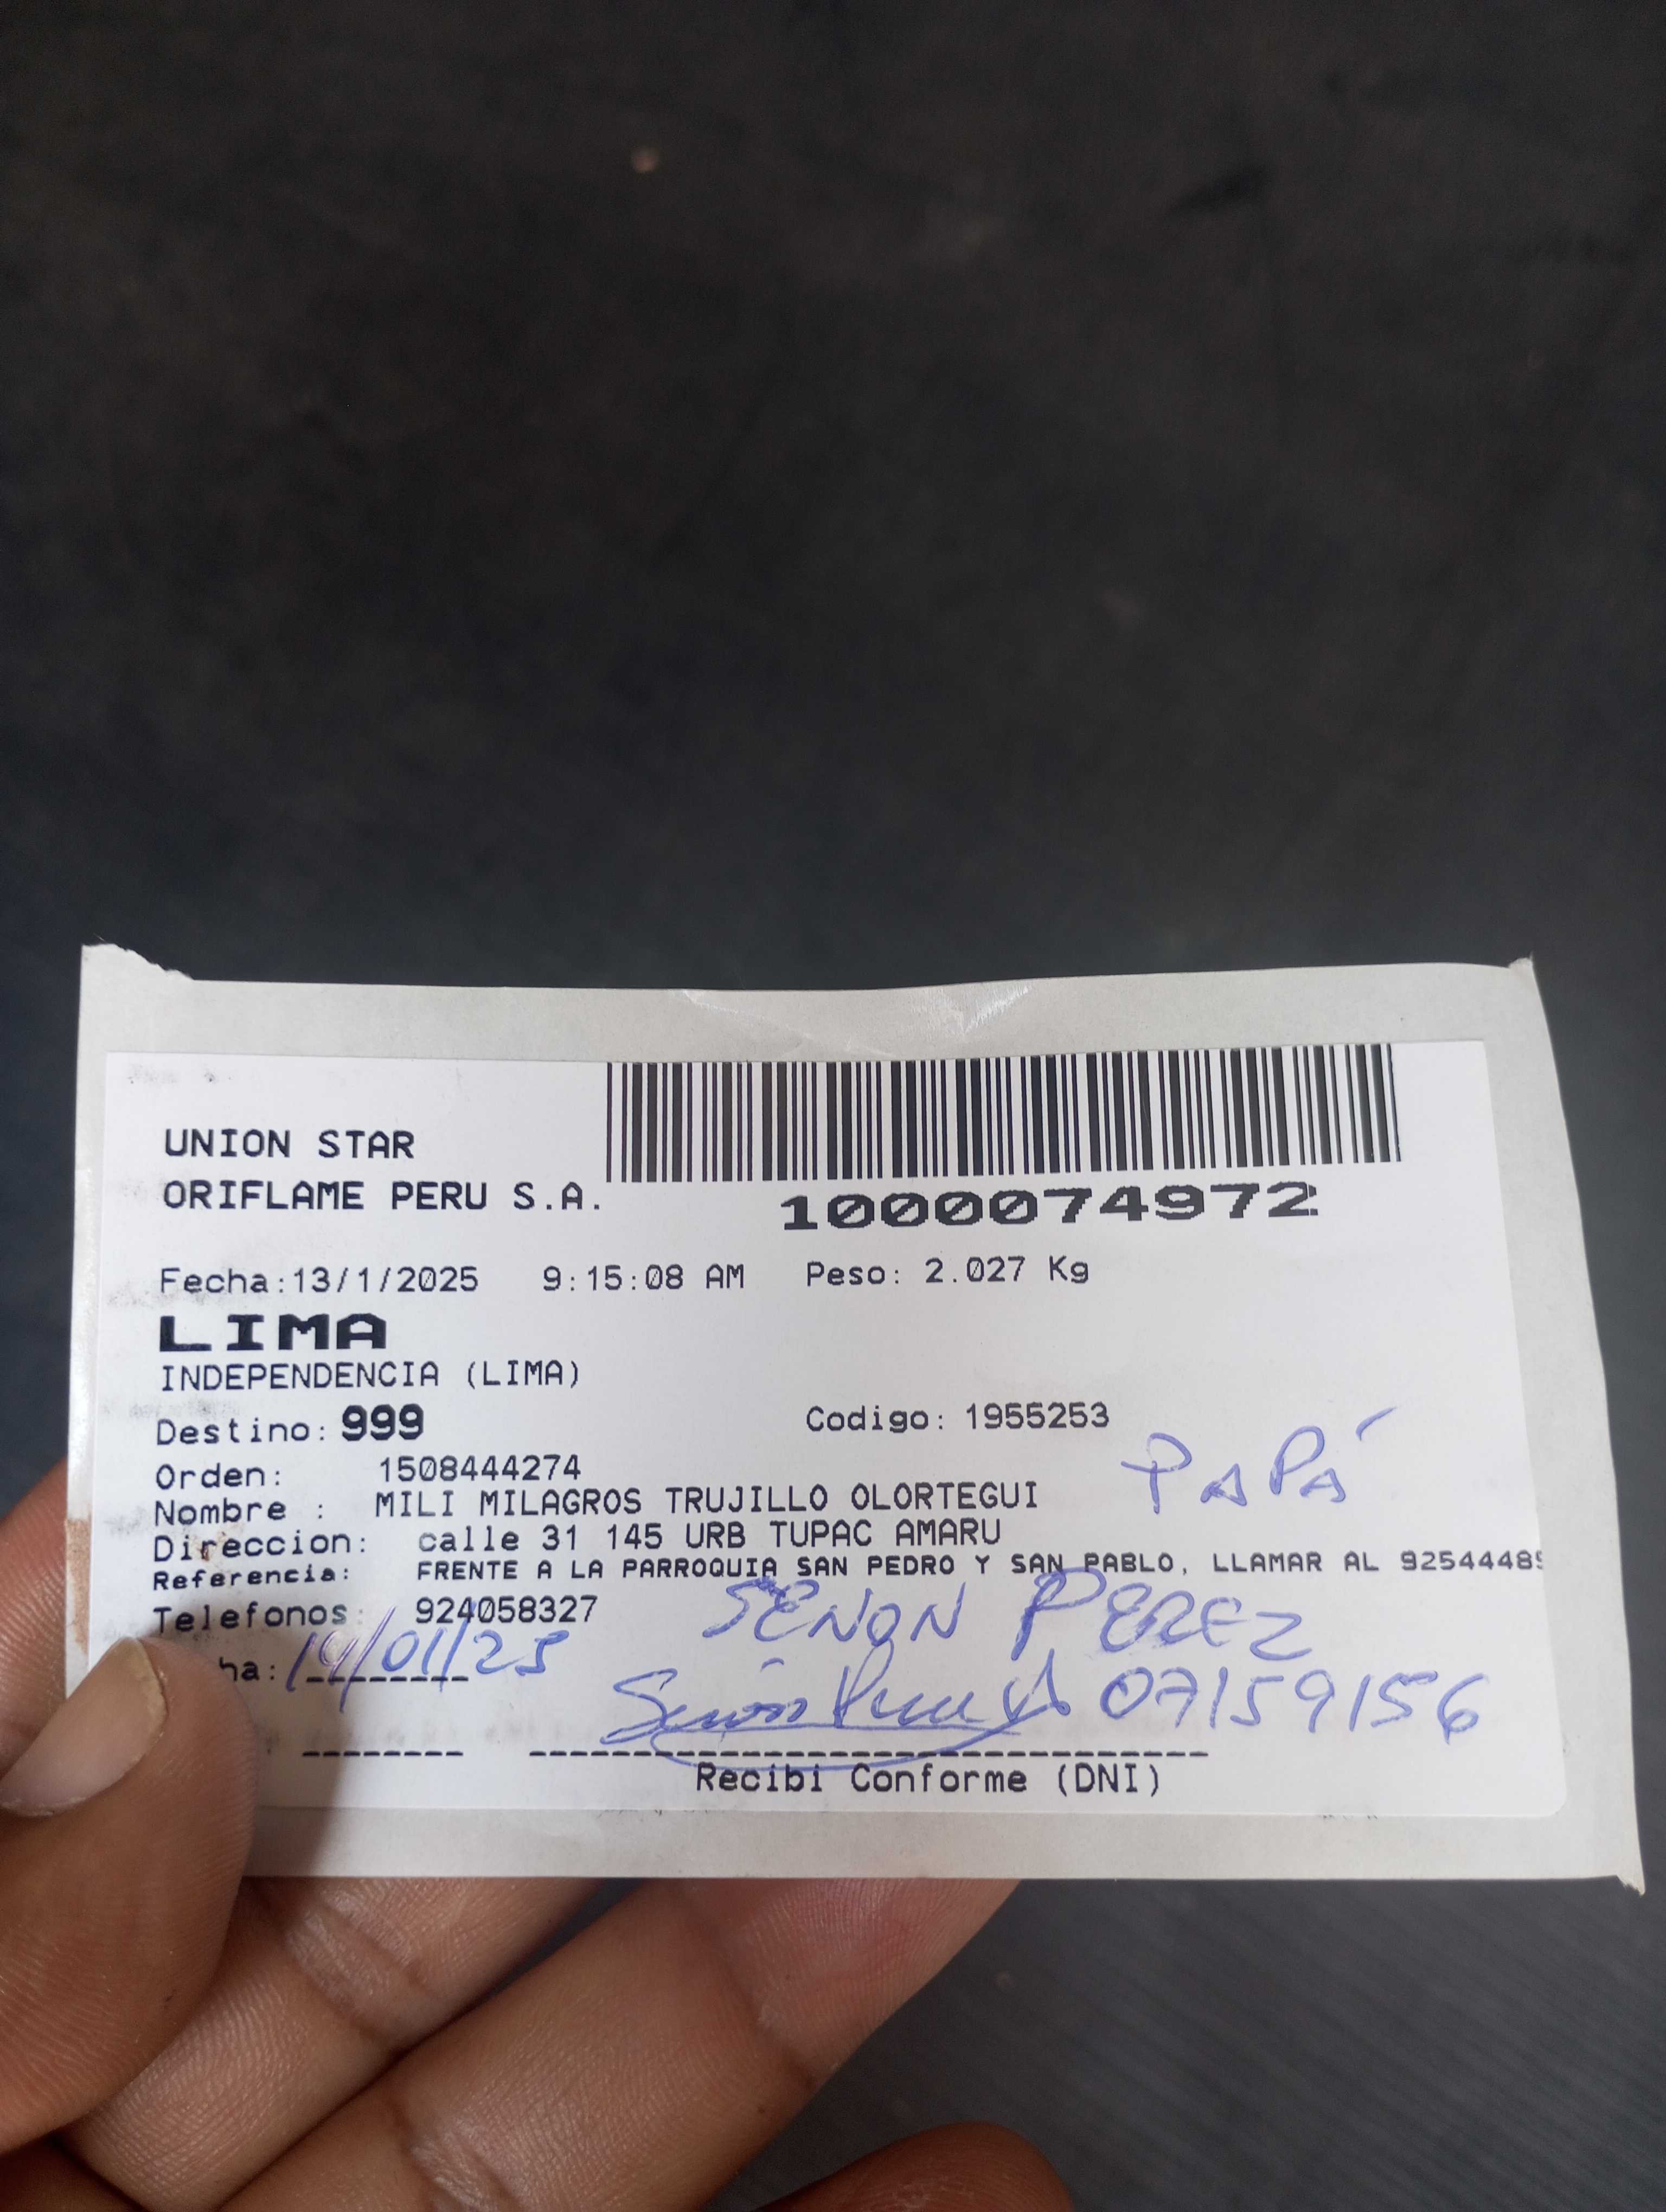 UNION STAR
ORIFLAME PERU S.A.
1000074972
Fecha:13/1/2025 9:15:08 AM Peso: 2.027 Kg
LIMA
INDEPENDENCIA (LIMA)
Destino: 999 Codigo: 1955253
Orden: 1508444274
PAPÁ
Nombre : MILI MILAGROS TRUJILLO OLORTEGUI
Direccion: calle 31 145 URB TUPAC AMARU
Referencia: FRENTE A LA PARROQUIA SAN PEDRO Y SAN PABLO, LLAMAR AL 92544489
Telefonos: 924058327
SENON PEREZ
ha: 14/01/25
07159156
Recibi Conforme (DNI)